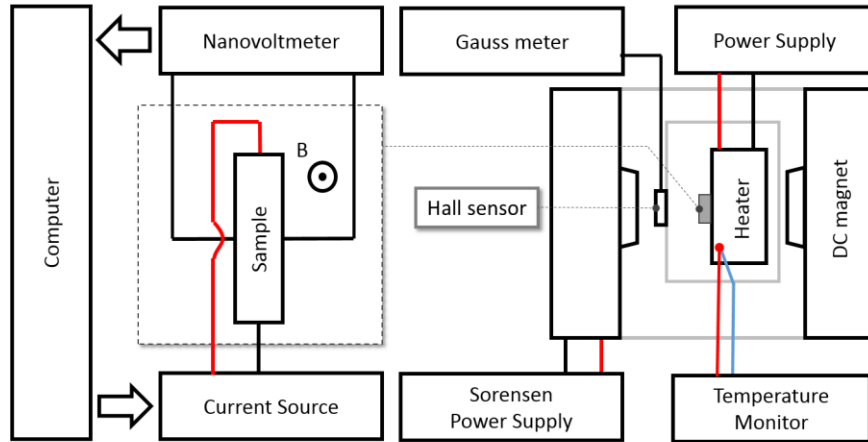 Nanovoltmeter
Gauss meter
Power Supply
Computer
B
Sample
Hall sensor
Heater
DC magnet
Current Source
Sorensen
Power Supply
Temperature
Monitor